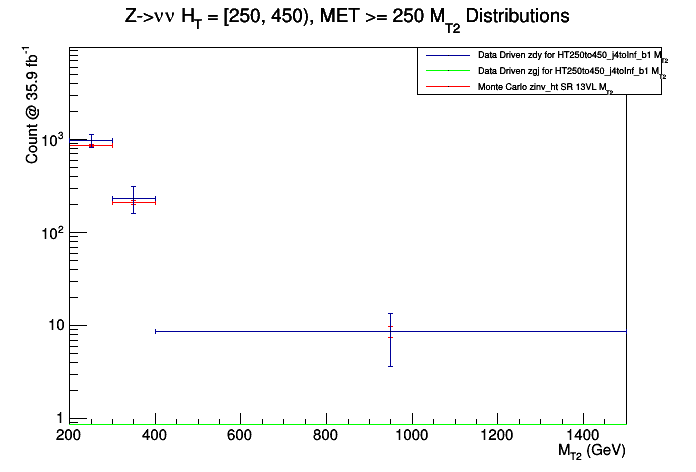 Z->νν H_T = [250, 450), MET >= 250 M_T2 Distributions
Data Driven zdy for HT250to450_j4toInf_b1 M_T2
Data Driven zgj for HT250to450_j4toInf_b1 M_T2
Monte Carlo zinv_ht SR 13VL M_T2
Count @ 35.9 fb^-1
10^3
10^2
10
1
200 400 600 800 1000 1200 1400
M_T2 (GeV)